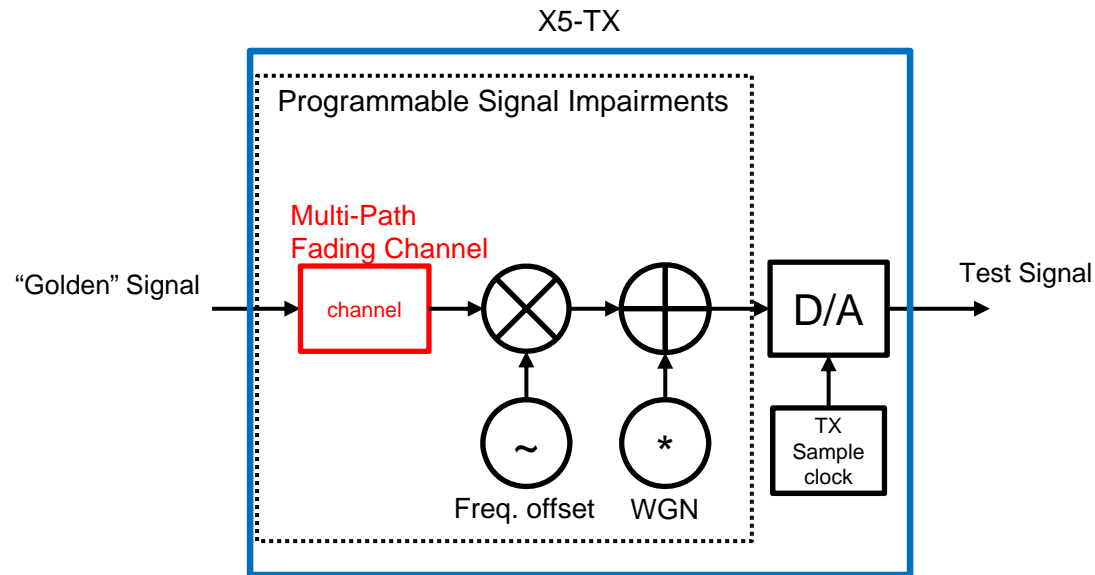 X5-TX
Programmable Signal Impairments
Multi-Path
Fading Channel
“Golden” Signal
channel
D/A
Test Signal
~
*
TX
Sample
clock
Freq. offset
WGN